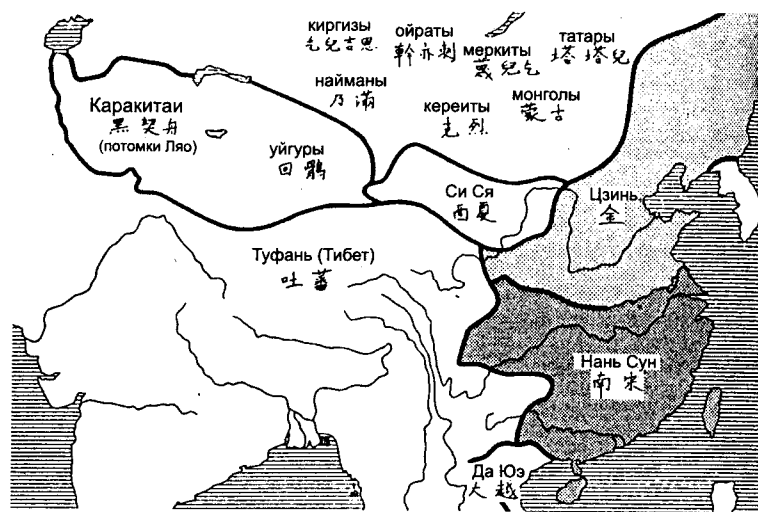 киргизы
乞兒吉思
ойраты
幹亦剌
меркиты
蔑兒乞
татары
塔塔兒
найманы
乃滿
кереиты
克烈
монголы
蒙古
Каракитаи
黑契丹
(потомки Ляо)
уйгуры
回鶻
Си Ся
西夏
Цзинь
金
Туфань (Тибет)
吐蕃
Нань Сун
南宋
Да Юэ
大越